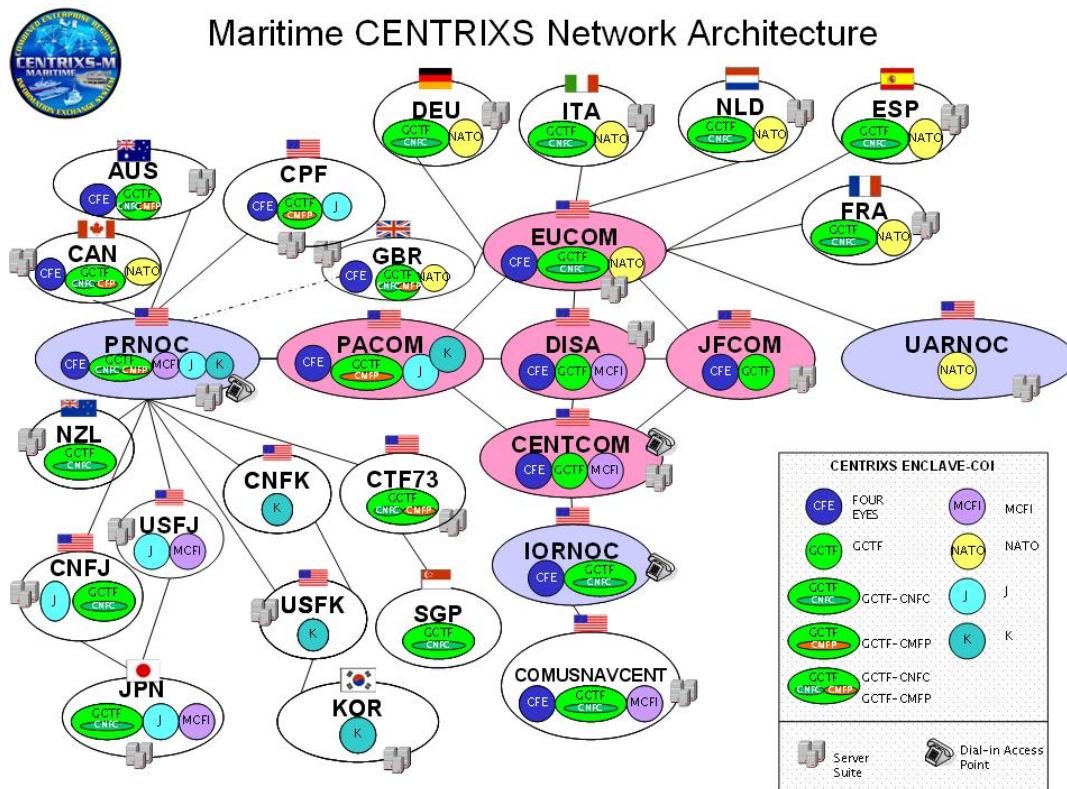 Maritime CENTRIXS Network Architecture
COMBINED ENTERPRISE REGIONAL
CENTRIXS-M
MARITIME
INFORMATION EXCHANGE SYSTEM
DEU
GCTF
CNFC
NATO
ITA
GCTF
CNFC
NATO
NLD
GCTF
CNFC
NATO
ESP
GCTF
CNFC
NATO
AUS
CFE
GCTF
CNFC CMFP
CPF
CFE
GCTF
CMFP
J
FRA
GCTF
CNFC
NATO
CAN
CFE
GCTF
CNFC CFP
NATO
GBR
CFE
GCTF
CNFC CMFP
NATO
EUCOM
CFE
GCTF
CNFC
NATO
PRNOC
CFE
GCTF
CNFC CMFP
MCFI
J
K
PACOM
CFE
GCTF
CMFP
J
K
DISA
CFE
GCTF
MCFI
JFCOM
CFE
GCTF
UARNOC
NATO
NZL
GCTF
CNFC
CNFK
K
CTF73
GCTF
CNFC CMFP
CENTCOM
CFE
GCTF
MCFI
USFJ
J
MCFI
CNFJ
J
GCTF
CNFC
USFK
K
SGP
GCTF
CNFC
IORNOC
CFE
GCTF
CNFC
JPN
GCTF
CNFC
J
MCFI
KOR
K
COMUSNAVCENT
CFE
GCTF
CNFC
MCFI
CENTRIXS ENCLAVE-COI
CFE
FOUR
EYES
MCFI
MCFI
GCTF
GCTF
NATO
NATO
GCTF
CNFC
GCTF-CNFC
J
J
GCTF
CMFP
GCTF-CMFP
K
K
GCTF
CNFC CMFP
GCTF-CNFC
GCTF-CMFP
Server
Suite
Dial-in Access
Point